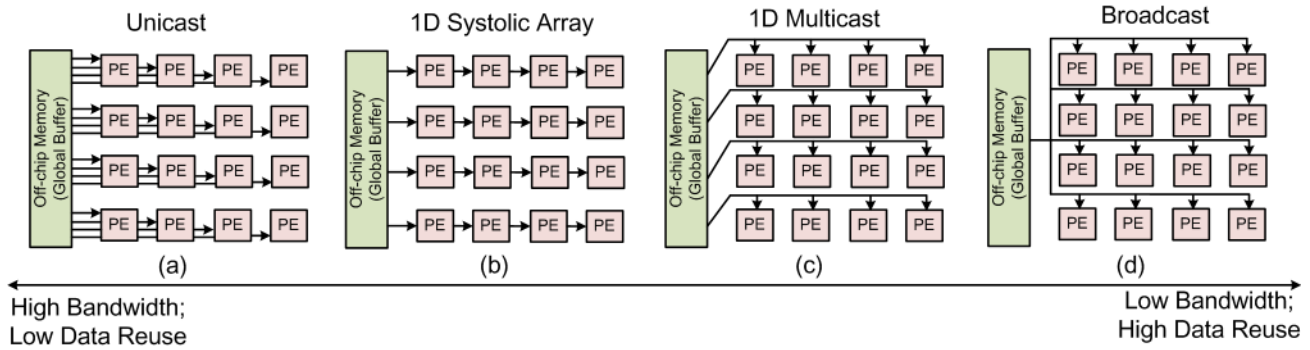 Unicast
1D Systolic Array
1D Multicast
Broadcast
Off-chip Memory
(Global Buffer)
PE PE PE PE
PE PE PE PE
PE PE PE PE
PE PE PE PE
(a)
Off-chip Memory
(Global Buffer)
PE PE PE PE
PE PE PE PE
PE PE PE PE
PE PE PE PE
(b)
Off-chip Memory
(Global Buffer)
PE PE PE PE
PE PE PE PE
PE PE PE PE
PE PE PE PE
(c)
Off-chip Memory
(Global Buffer)
PE PE PE PE
PE PE PE PE
PE PE PE PE
PE PE PE PE
(d)
High Bandwidth;
Low Data Reuse
Low Bandwidth;
High Data Reuse